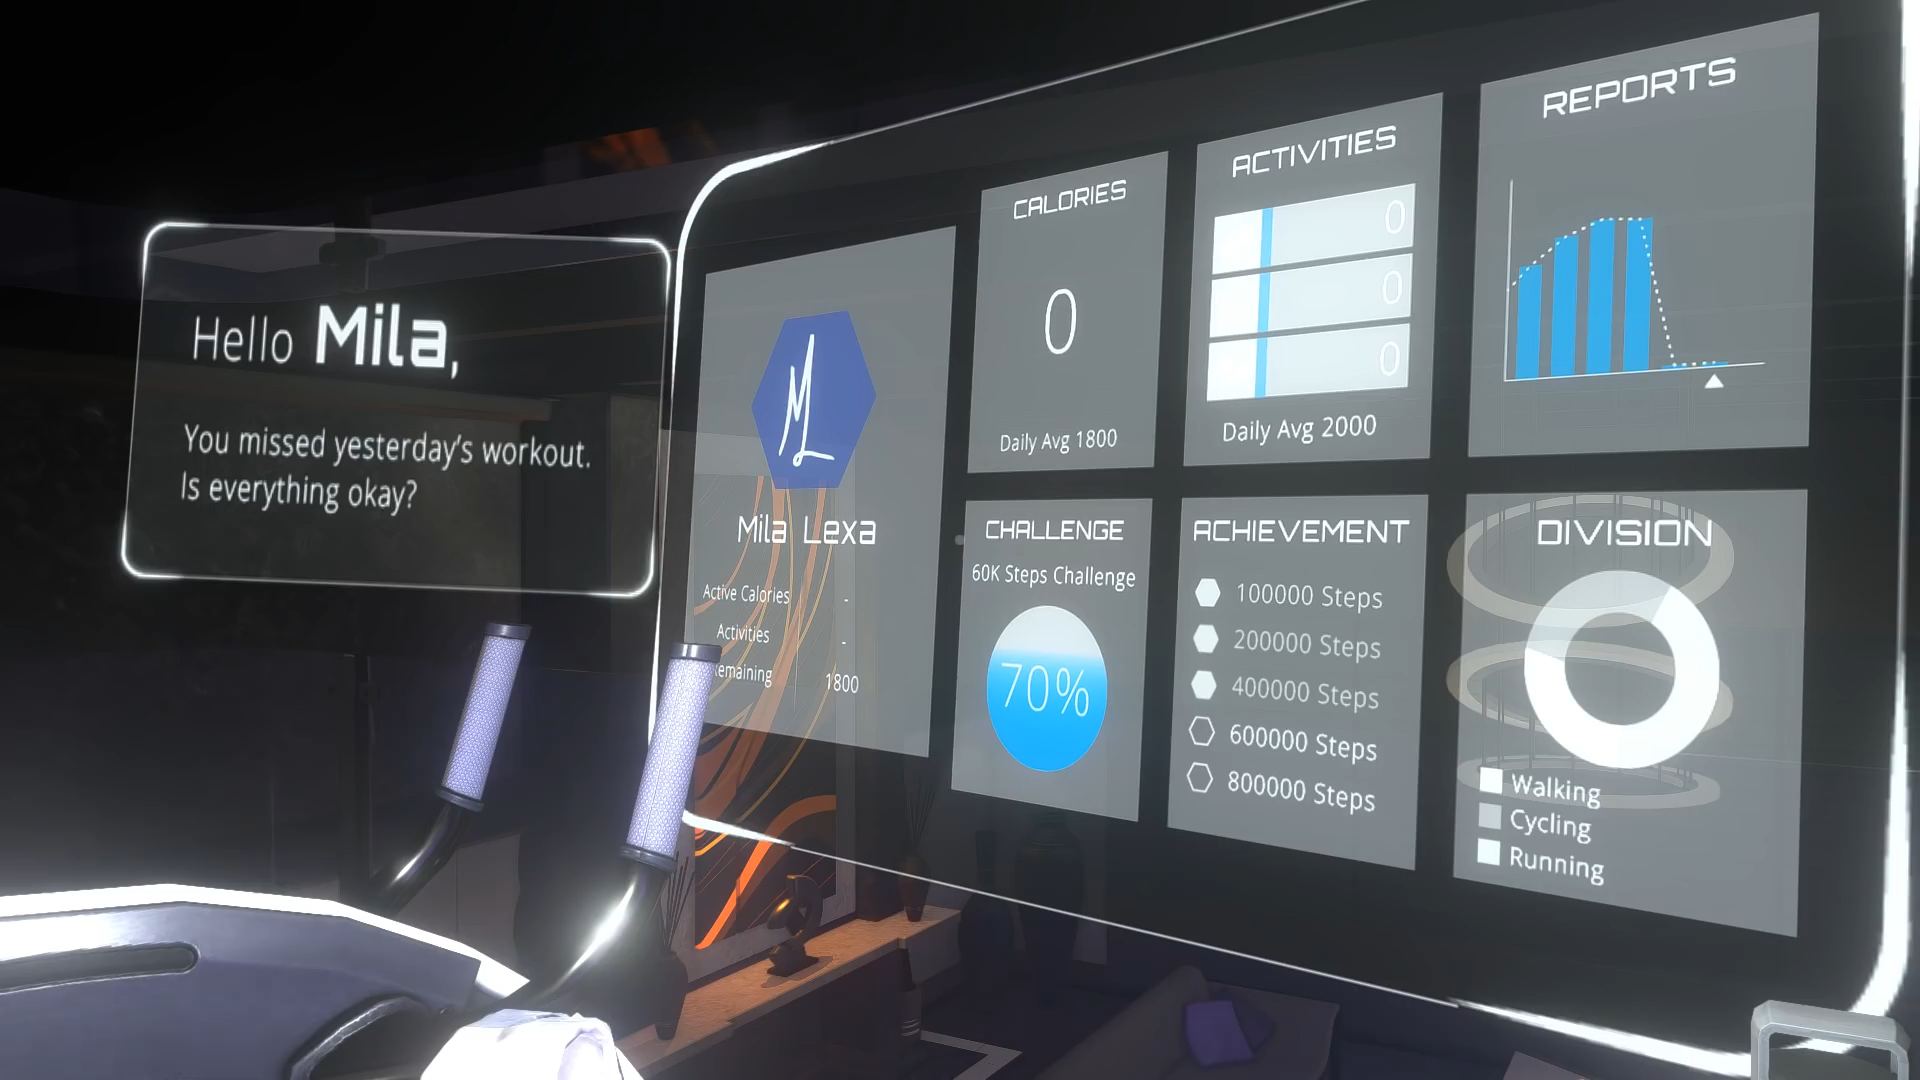 Hello Mila,
You missed yesterday's workout.
Is everything okay?
ML
Mila Lexa
Active Calories -
Activities -
Remaining 1800
CALORIES
0
Daily Avg 1800
ACTIVITIES
0
0
0
Daily Avg 2000
REPORTS
CHALLENGE
60K Steps Challenge
70%
ACHIEVEMENT
100000 Steps
200000 Steps
400000 Steps
600000 Steps
800000 Steps
DIVISION
Walking
Cycling
Running